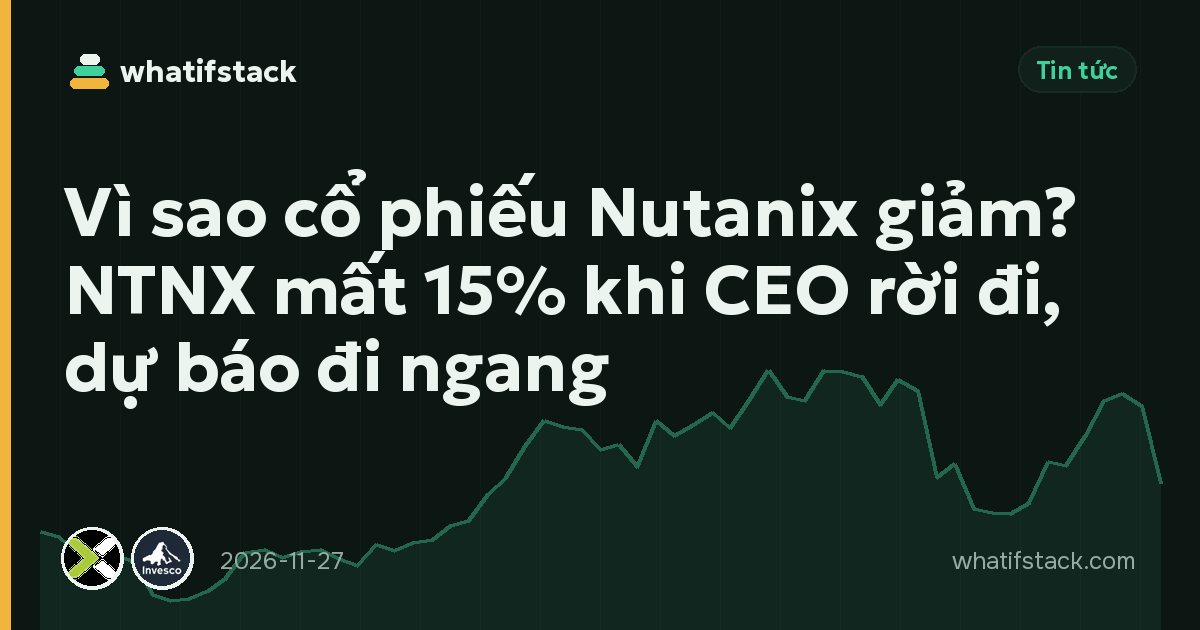 whatifstack
Tin tức
Vì sao cổ phiếu Nutanix giảm?
NTNX mất 15% khi CEO rời đi,
dự báo đi ngang
Invesco
2026-11-27
whatifstack.com